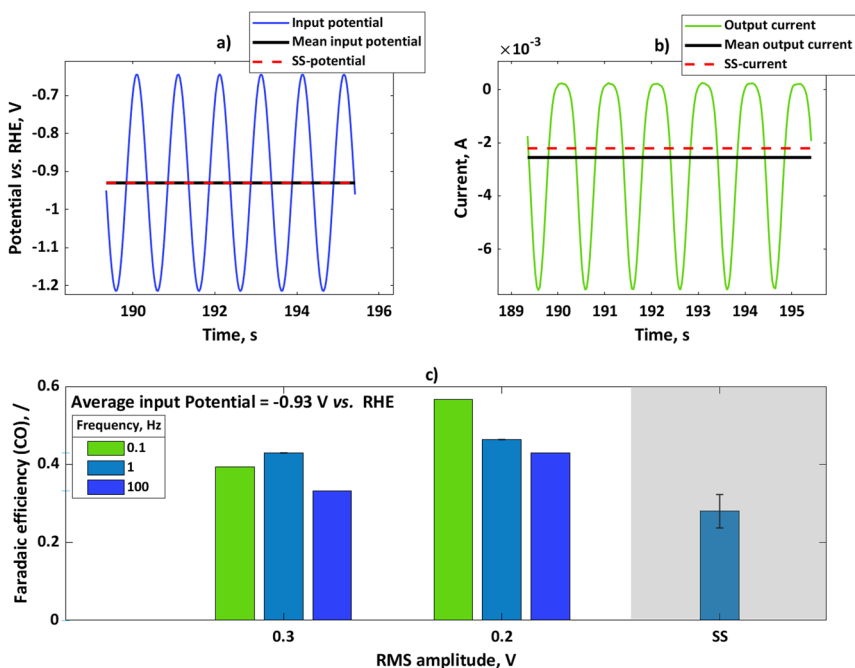 a)
Input potential
Mean input potential
SS-potential
Potential vs. RHE, V
-0.7
-0.8
-0.9
-1
-1.1
-1.2
190
192
194
196
Time, s
b)
Output current
Mean output current
SS-current
×10⁻³
Current, A
0
-2
-4
-6
189
190
191
192
193
194
195
Time, s
c)
Average input Potential = -0.93 V vs. RHE
Frequency, Hz
0.1
1
100
Faradaic efficiency (CO), /
0.6
0.4
0.2
0
0.3
0.2
SS
RMS amplitude, V